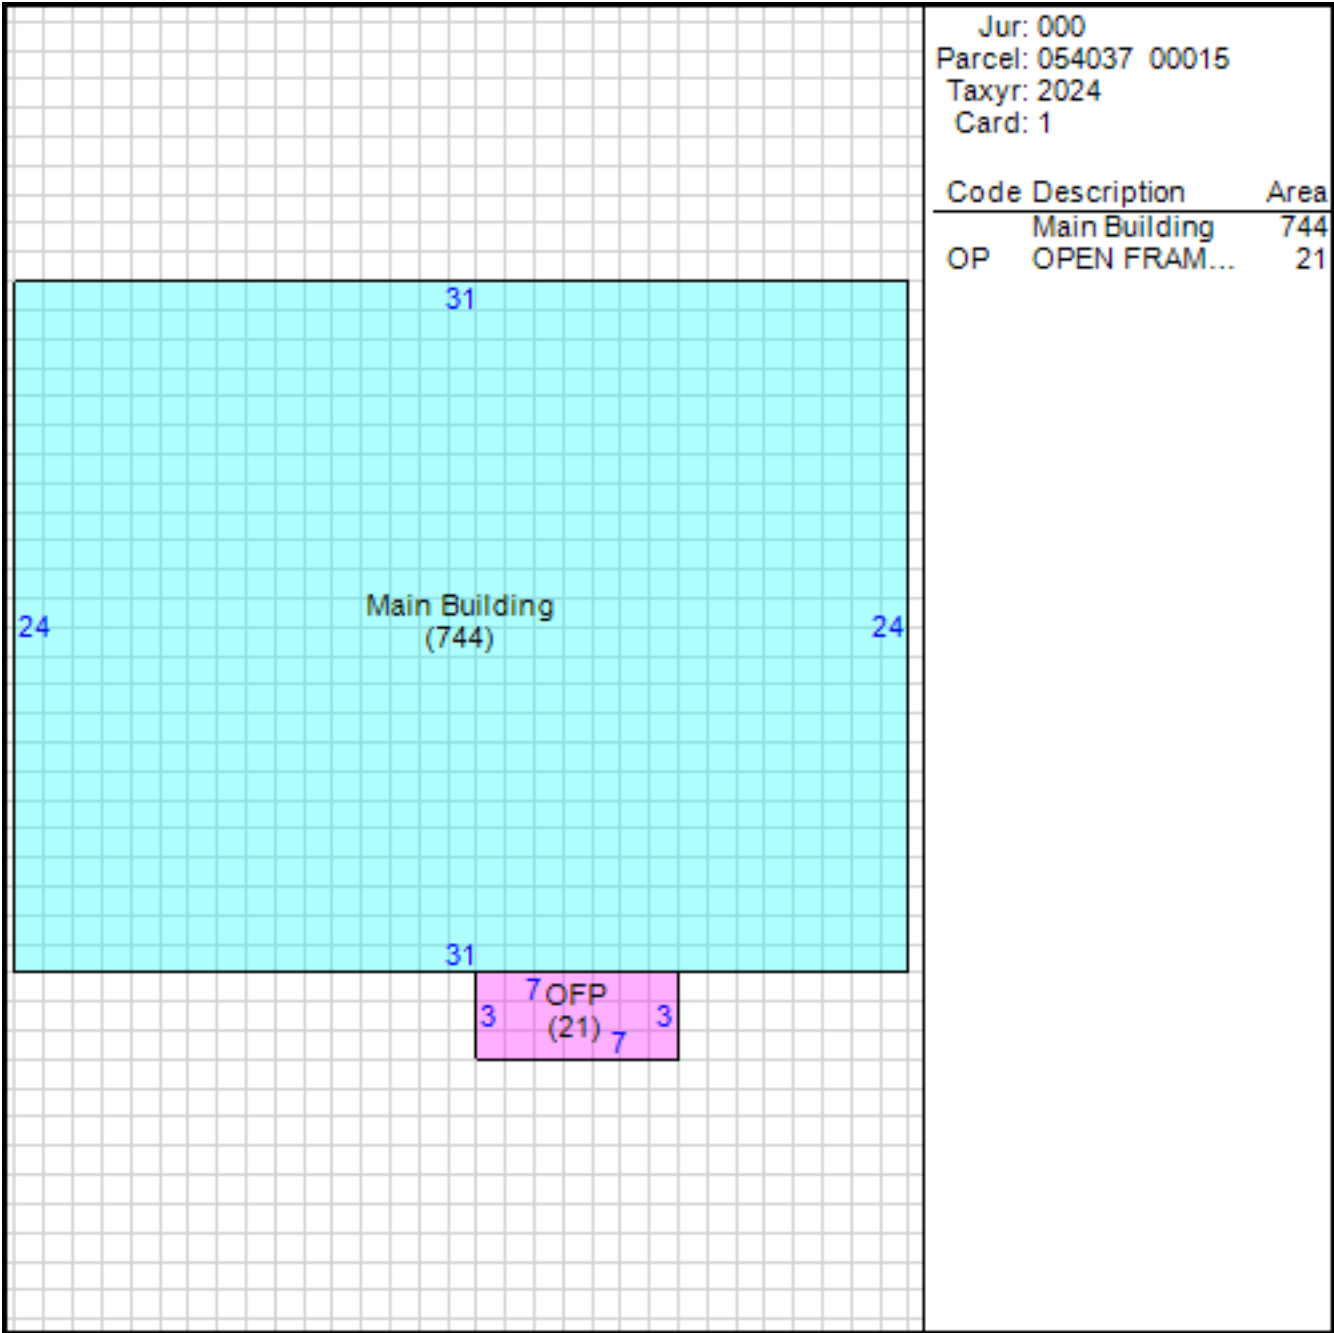 Jur: 000
Parcel: 054037 00015
Taxyr: 2024
Card: 1
Code Description Area
Main Building 744
OP OPEN FRAM... 21
31
24
Main Building
(744)
24
31
7 OFP
3
(21)
3
7